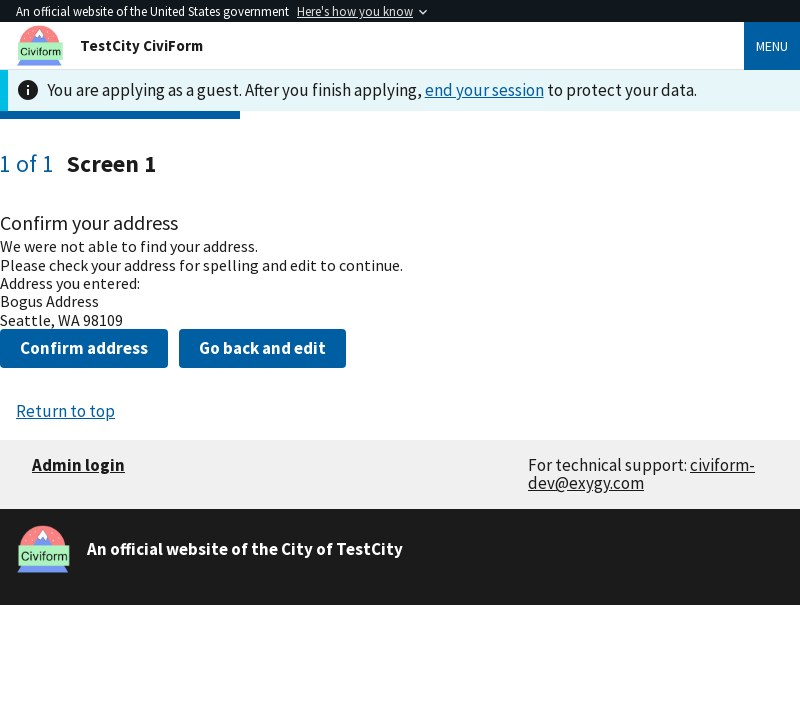 An official website of the United States government Here's how you know
Civiform
TestCity CiviForm
MENU
You are applying as a guest. After you finish applying, end your session to protect your data.
1 of 1 Screen 1
Confirm your address
We were not able to find your address.
Please check your address for spelling and edit to continue.
Address you entered:
Bogus Address
Seattle, WA 98109
Confirm address
Go back and edit
Return to top
Admin login
For technical support: civiform-
dev@exygy.com
Civiform
An official website of the City of TestCity